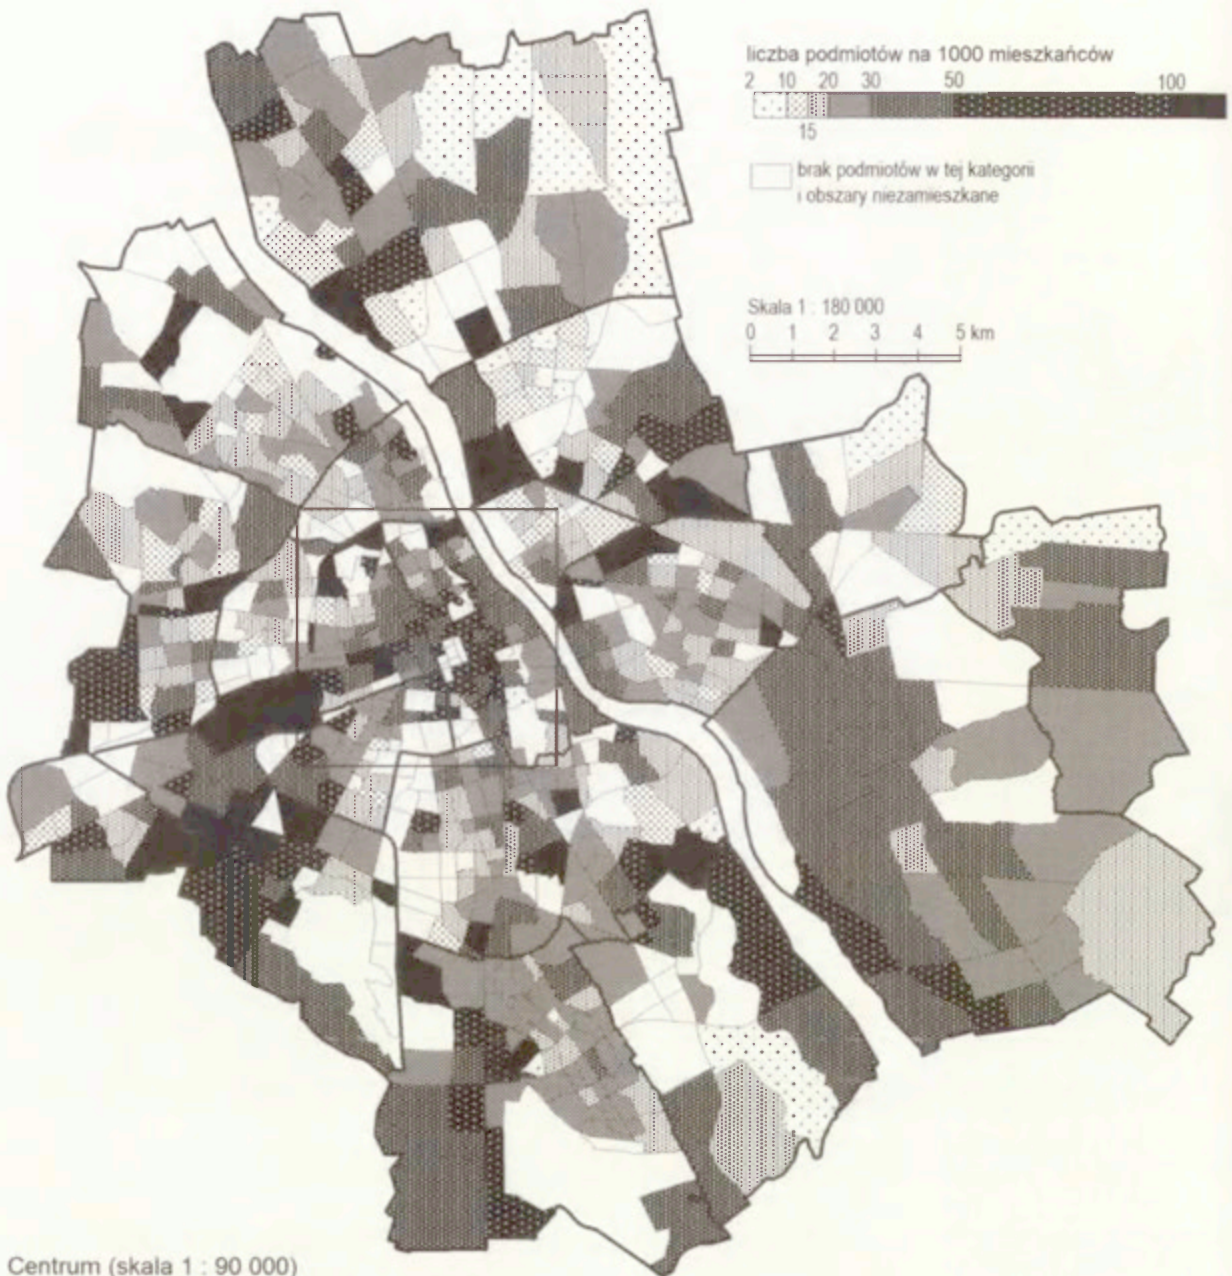 liczba podmiotów na 1000 mieszkańców
2 10 20 30 50 100
15
brak podmiotów w tej kategorii
i obszary niezamieszkane
Skala 1 : 180 000
0 1 2 3 4 5 km
Centrum (skala 1 : 90 000)